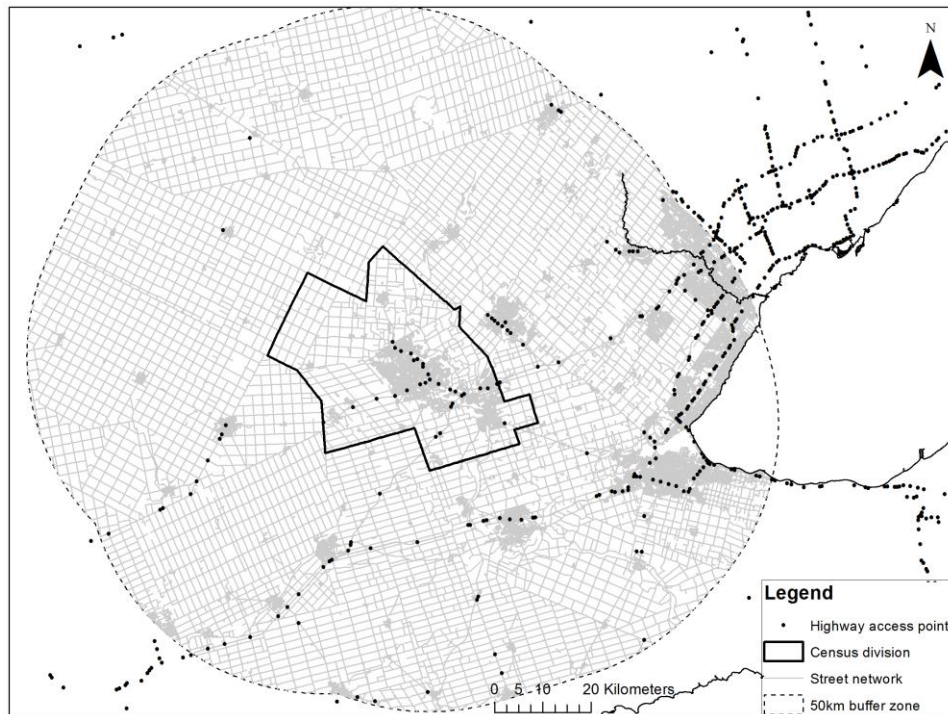 N
Legend
Highway access point
Census division
Street network
50km buffer zone
0 5 10 20 Kilometers